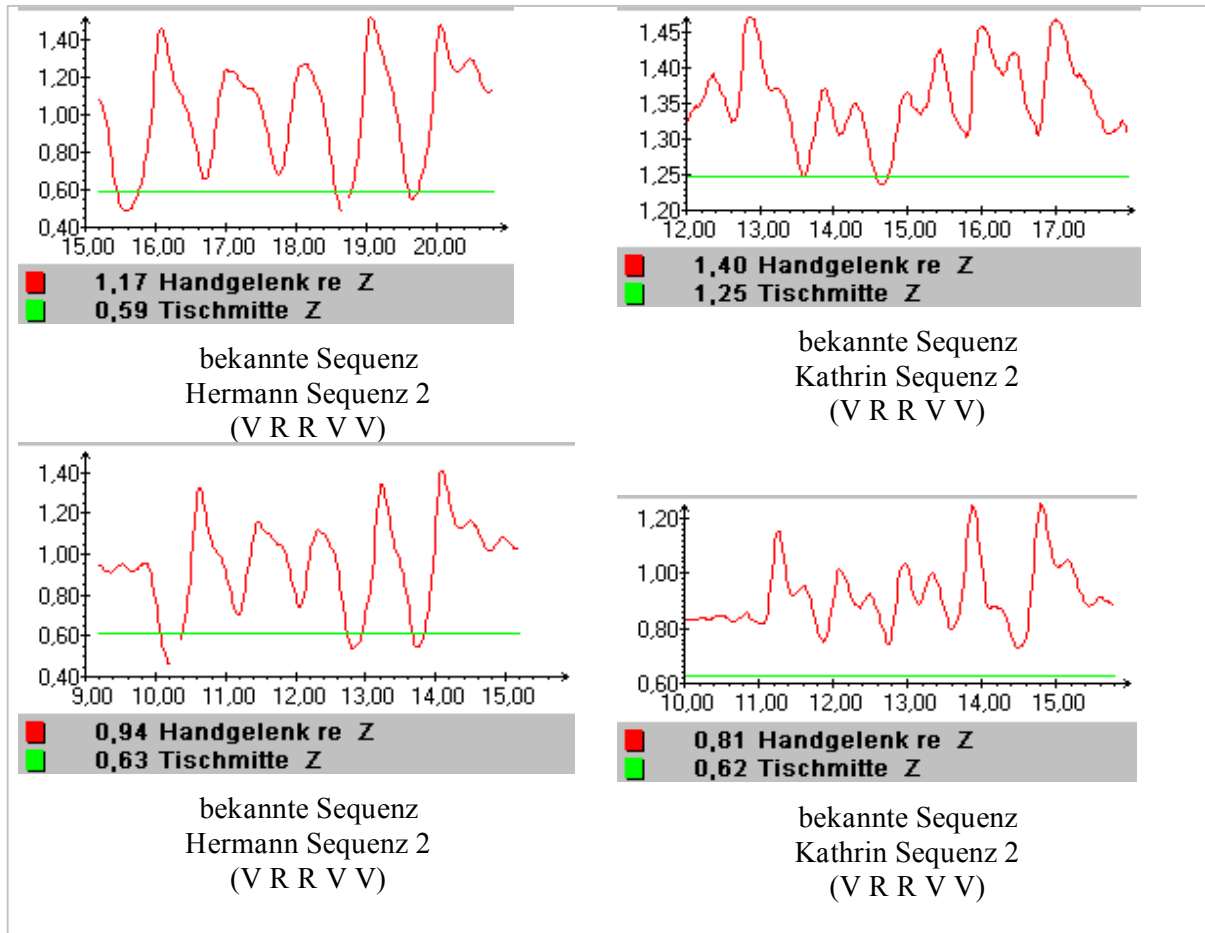 1,40
1,20
1,00
0,80
0,60
0,40
15,00 16,00 17,00 18,00 19,00 20,00
1,17 Handgelenk re Z
0,59 Tischmitte Z
bekannte Sequenz
Hermann Sequenz 2
(V R R V V)
1,45
1,40
1,35
1,30
1,25
1,20
12,00 13,00 14,00 15,00 16,00 17,00
1,40 Handgelenk re Z
1,25 Tischmitte Z
bekannte Sequenz
Kathrin Sequenz 2
(V R R V V)
1,40
1,20
1,00
0,80
0,60
0,40
9,00 10,00 11,00 12,00 13,00 14,00 15,00
0,94 Handgelenk re Z
0,63 Tischmitte Z
bekannte Sequenz
Hermann Sequenz 2
(V R R V V)
1,20
1,00
0,80
0,60
10,00 11,00 12,00 13,00 14,00 15,00
0,81 Handgelenk re Z
0,62 Tischmitte Z
bekannte Sequenz
Kathrin Sequenz 2
(V R R V V)